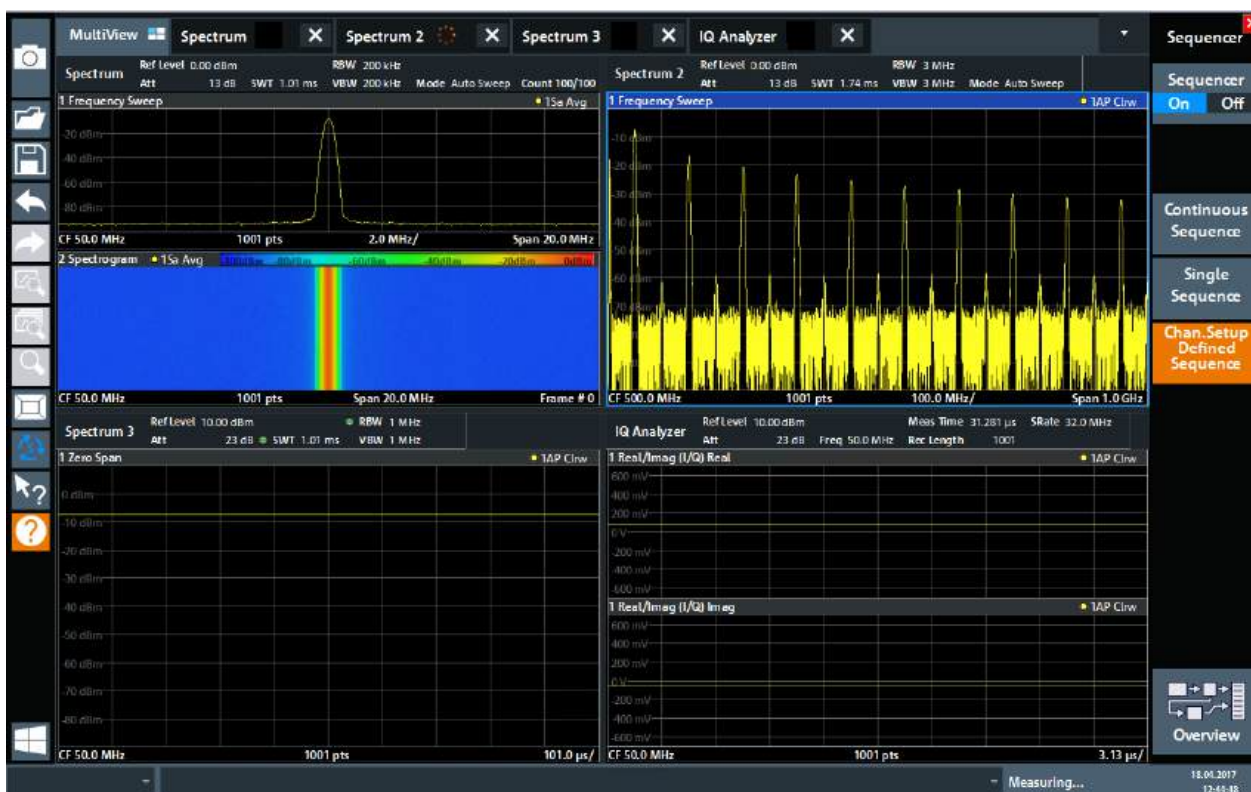 MultiView Spectrum X Spectrum 2 X Spectrum 3 X IQ Analyzer X
Sequencer
Spectrum
Ref Level 0.00 dBm RBW 200 kHz
Att 13 dB SWT 1.01 ms VBW 200 kHz Mode Auto Sweep Count 100/100
1 Frequency Sweep 1Sa Avg
-20 dBm
-40 dBm
-60 dBm
-80 dBm
CF 50.0 MHz 1001 pts 2.0 MHz/ Span 20.0 MHz
2 Spectrogram 1Sa Avg -100dBm -80dBm -60dBm -40dBm -20dBm 0dBm
CF 50.0 MHz 1001 pts Span 20.0 MHz Frame # 0
Spectrum 2
Ref Level 0.00 dBm RBW 3 MHz
Att 13 dB SWT 1.74 ms VBW 3 MHz Mode Auto Sweep
1 Frequency Sweep 1AP Clrw
-10 dBm
-30 dBm
-40 dBm
CF 500.0 MHz 1001 pts 100.0 MHz/ Span 1.0 GHz
Spectrum 3
Ref Level 10.00 dBm RBW 1 MHz
Att 23 dB SWT 1.01 ms VBW 1 MHz
1 Zero Span 1AP Clrw
0 dBm
-10 dBm
-20 dBm
-30 dBm
-40 dBm
-50 dBm
-60 dBm
-70 dBm
-80 dBm
CF 50.0 MHz 1001 pts 101.0 µs/
IQ Analyzer
Ref Level 10.00 dBm Meas Time 31.281 µs SRate 32.0 MHz
Att 23 dB Freq 50.0 MHz Rec Length 1001
1 Real/Imag (I/Q) Real 1AP Clrw
600 mV
400 mV
200 mV
0 V
-200 mV
-400 mV
-600 mV
1 Real/Imag (I/Q) Imag 1AP Clrw
600 mV
400 mV
200 mV
0 V
-200 mV
-400 mV
-600 mV
CF 50.0 MHz 1001 pts 3.13 µs/
Sequencer
On Off
Continuous
Sequence
Single
Sequence
Chan.Setup
Defined
Sequence
Overview
Measuring...
18.04.2017
12:44:48